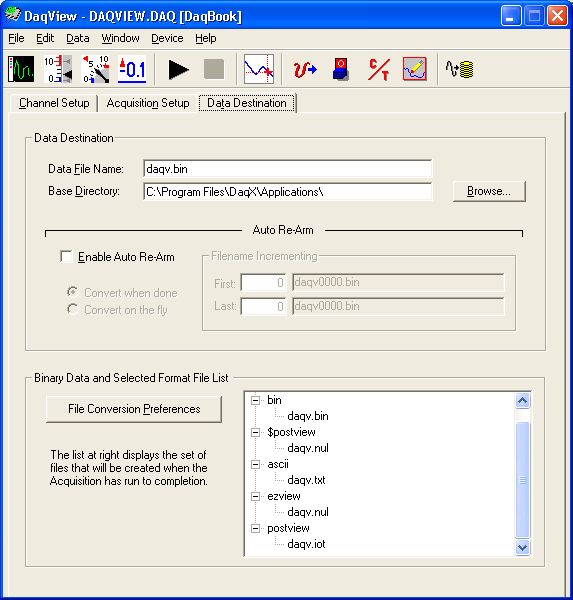 DaqView - DAQVIEW.DAQ [DaqBook]
File Edit Data Window Device Help
10 5 10 -0.1 C/T
Channel Setup Acquisition Setup Data Destination
Data Destination
Data File Name: daqv.bin
Base Directory: C:\Program Files\DaqX\Applications\ Browse...
Auto Re-Arm
Enable Auto Re-Arm
Filename Incrementing
Convert when done
First: 0 daqv0000.bin
Convert on the fly
Last: 0 daqv0000.bin
Binary Data and Selected Format File List
File Conversion Preferences
The list at right displays the set of
files that will be created when the
Acquisition has run to completion.
bin
daqv.bin
$postview
daqv.nul
ascii
daqv.txt
ezview
daqv.nul
postview
daqv.iot